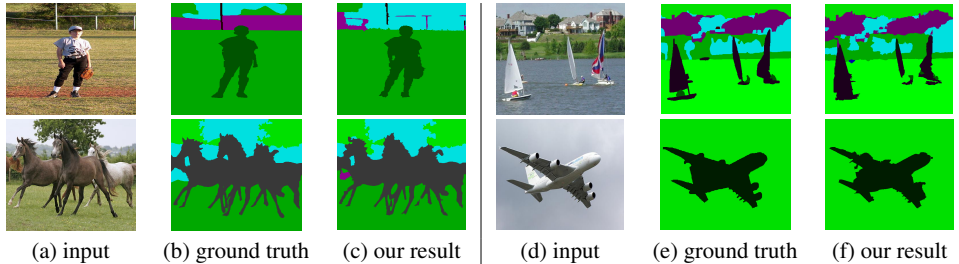 (a) input (b) ground truth (c) our result (d) input (e) ground truth (f) our result